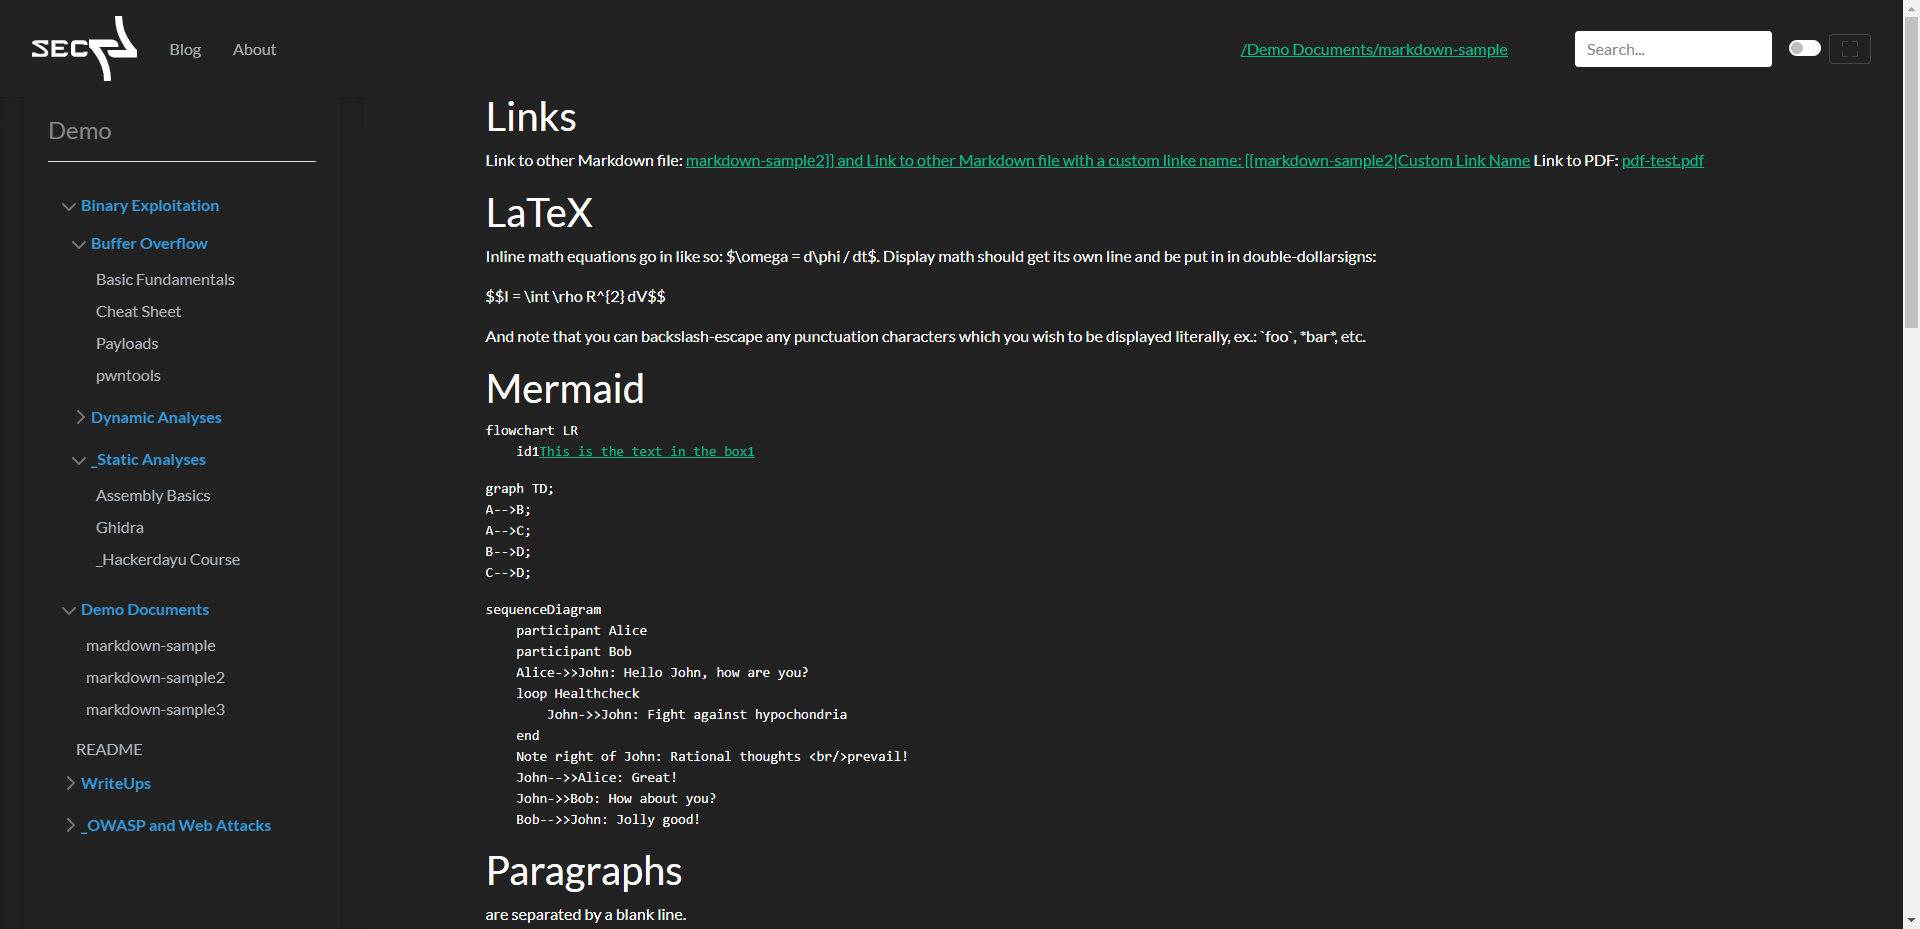 SEC
Blog
About
/Demo Documents/markdown-sample
Search...
Demo
Binary Exploitation
Buffer Overflow
Basic Fundamentals
Cheat Sheet
Payloads
pwntools
Dynamic Analyses
_Static Analyses
Assembly Basics
Ghidra
_Hackerdayu Course
Demo Documents
markdown-sample
markdown-sample2
markdown-sample3
README
WriteUps
_OWASP and Web Attacks
Links
Link to other Markdown file: markdown-sample2]] and Link to other Markdown file with a custom linke name: [[markdown-sample2|Custom Link Name Link to PDF: pdf-test.pdf
LaTeX
Inline math equations go in like so: $\omega = d\phi / dt$. Display math should get its own line and be put in in double-dollarsigns:
$$I = \int \rho R^{2} dV$$
And note that you can backslash-escape any punctuation characters which you wish to be displayed literally, ex.: `foo`, *bar*, etc.
Mermaid
flowchart LR
    id1This is the text in the box1
graph TD;
A-->B;
A-->C;
B-->D;
C-->D;
sequenceDiagram
    participant Alice
    participant Bob
    Alice->>John: Hello John, how are you?
    loop Healthcheck
        John->>John: Fight against hypochondria
    end
    Note right of John: Rational thoughts <br/>prevail!
    John-->>Alice: Great!
    John->>Bob: How about you?
    Bob-->>John: Jolly good!
Paragraphs
are separated by a blank line.